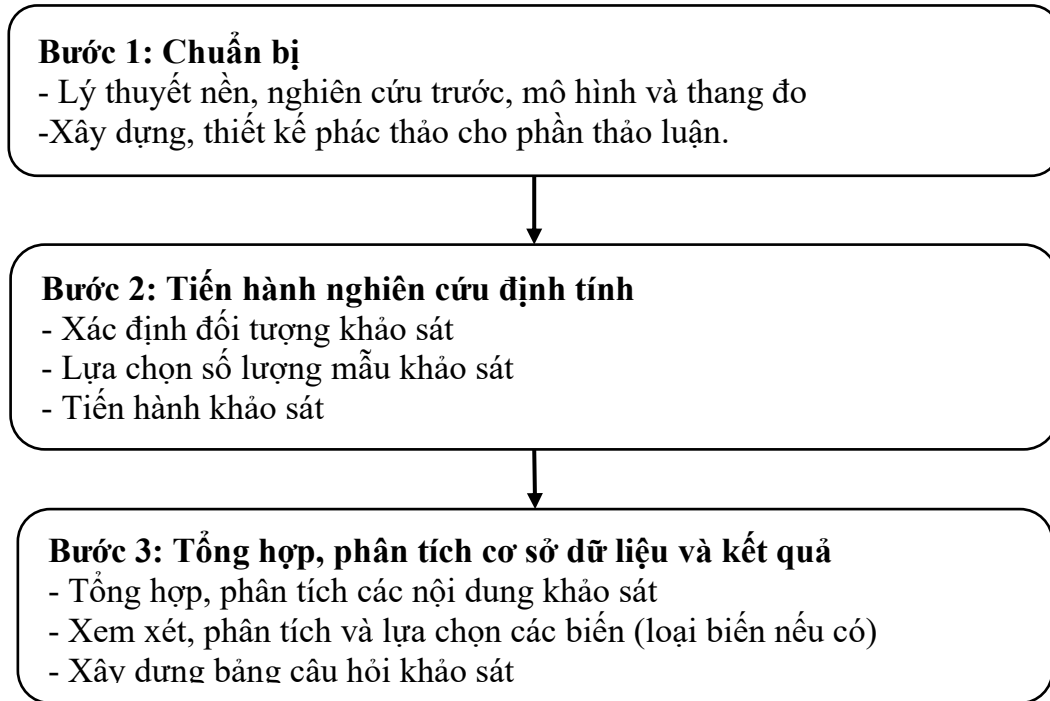 Bước 1: Chuẩn bị
- Lý thuyết nền, nghiên cứu trước, mô hình và thang đo
-Xây dựng, thiết kế phác thảo cho phần thảo luận.
Bước 2: Tiến hành nghiên cứu định tính
- Xác định đối tượng khảo sát
- Lựa chọn số lượng mẫu khảo sát
- Tiến hành khảo sát
Bước 3: Tổng hợp, phân tích cơ sở dữ liệu và kết quả
- Tổng hợp, phân tích các nội dung khảo sát
- Xem xét, phân tích và lựa chọn các biến (loại biến nếu có)
- Xây dựng bảng câu hỏi khảo sát